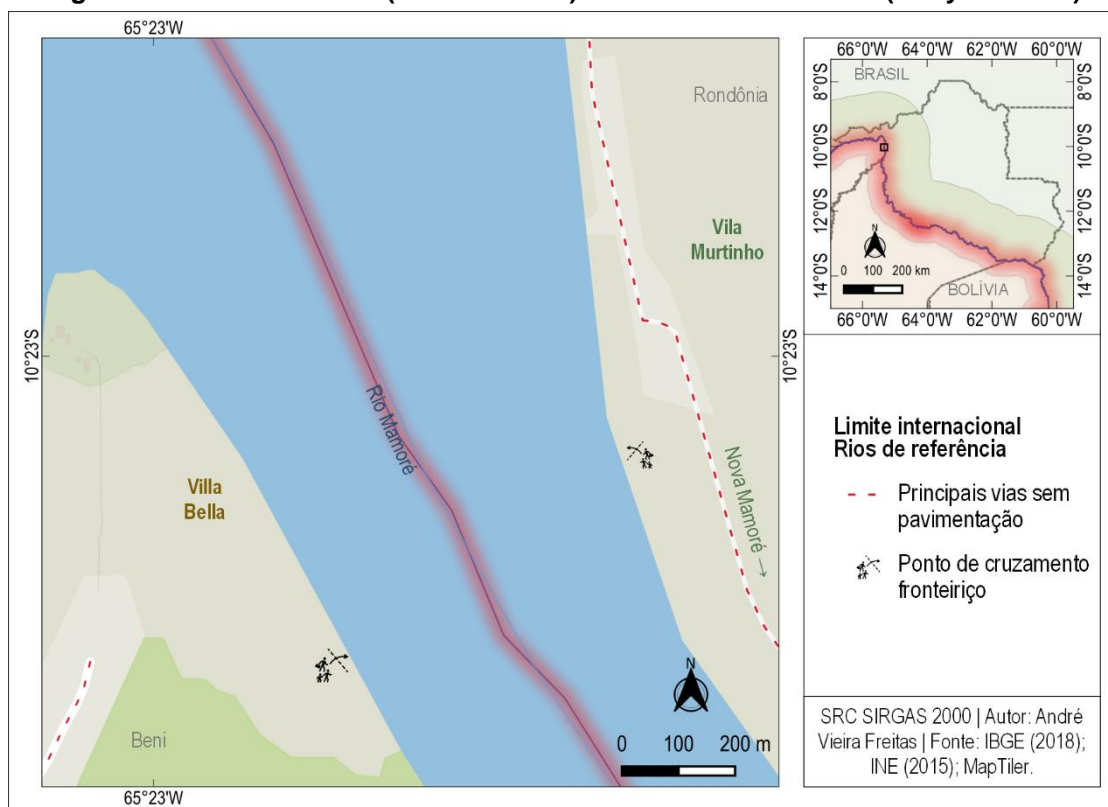 65°23'W
Rondônia
Vila
Murtinho
10°23'S
10°23'S
Rio Mamoré
Nova Mamoré →
Villa
Bella
Beni
N
0 100 200 m
65°23'W
66°0'W 64°0'W 62°0'W 60°0'W
8°0'S
8°0'S
10°0'S
10°0'S
12°0'S
12°0'S
14°0'S
14°0'S
BRASIL
N
0 100 200 km
BOLÍVIA
66°0'W 64°0'W 62°0'W 60°0'W
Limite internacional
Rios de referência
Principais vias sem
pavimentação
Ponto de cruzamento
fronteiriço
SRC SIRGAS 2000 | Autor: André
Vieira Freitas | Fonte: IBGE (2018);
INE (2015); MapTiler.